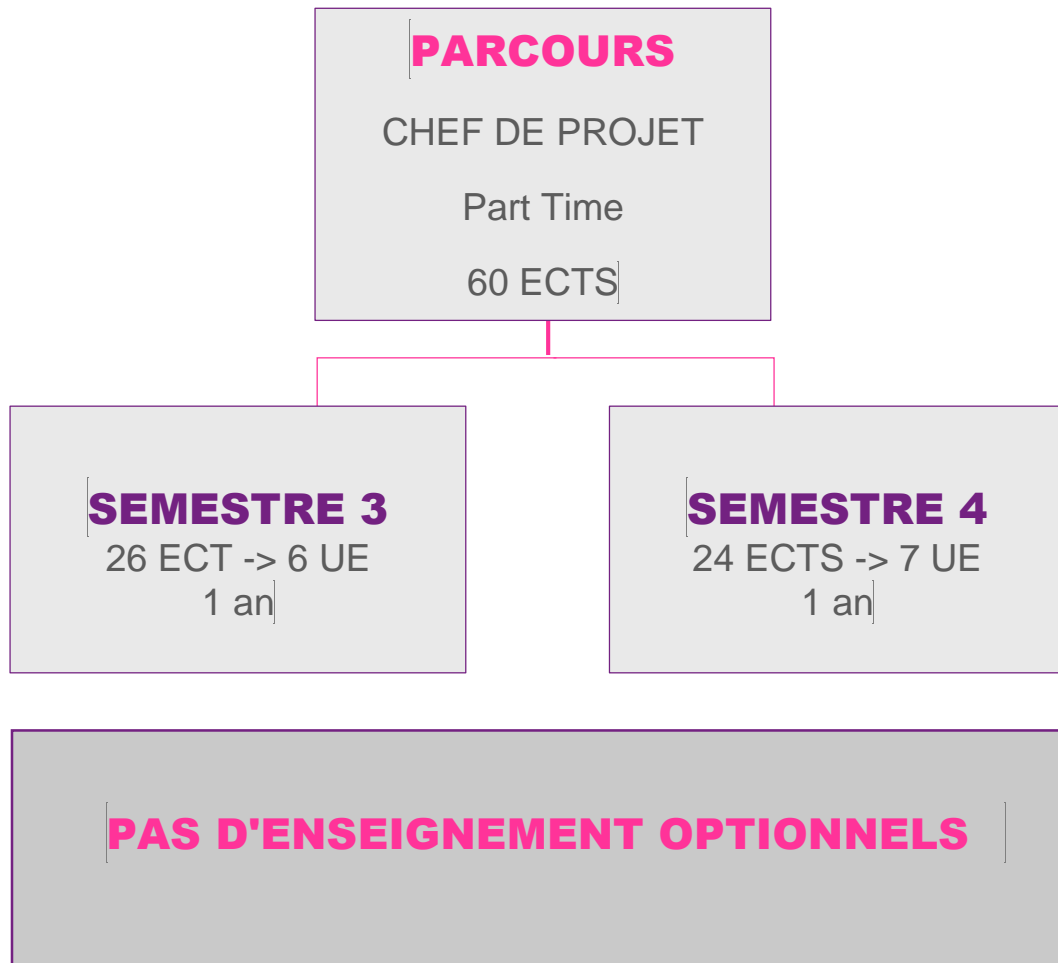 PARCOURS
CHEF DE PROJET
Part Time
60 ECTS
SEMESTRE 3
26 ECT -> 6 UE
1 an
SEMESTRE 4
24 ECTS -> 7 UE
1 an
PAS D'ENSEIGNEMENT OPTIONNELS